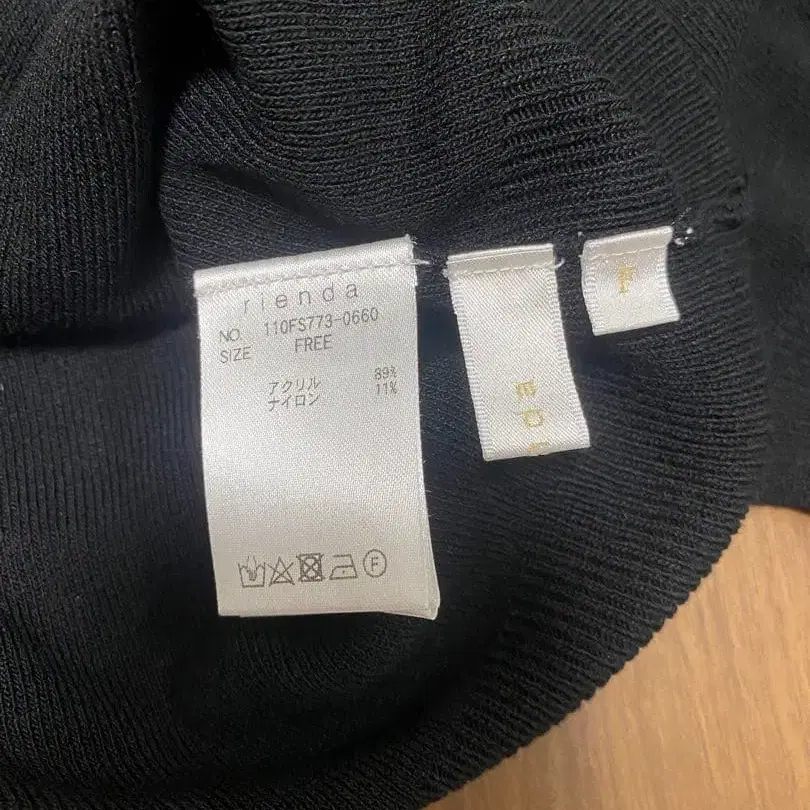 rienda
NO. 110FS773-0660
SIZE FREE
アクリル 89%
ナイロン 11%
F
F